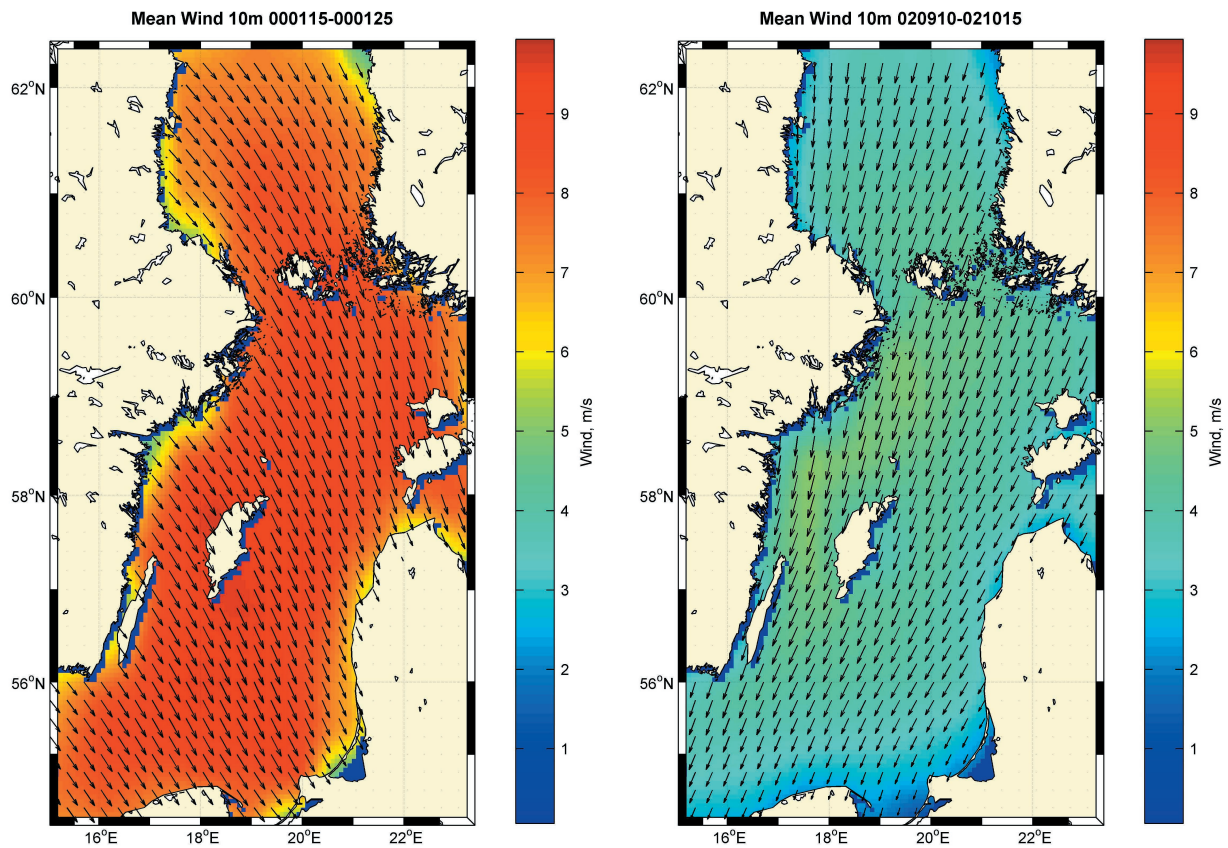 Mean Wind 10m 000115-000125
62°N
60°N
58°N
56°N
16°E
18°E
20°E
22°E
9
8
7
6
5
4
3
2
1
Wind, m/s
Mean Wind 10m 020910-021015
62°N
60°N
58°N
56°N
16°E
18°E
20°E
22°E
9
8
7
6
5
4
3
2
1
Wind, m/s